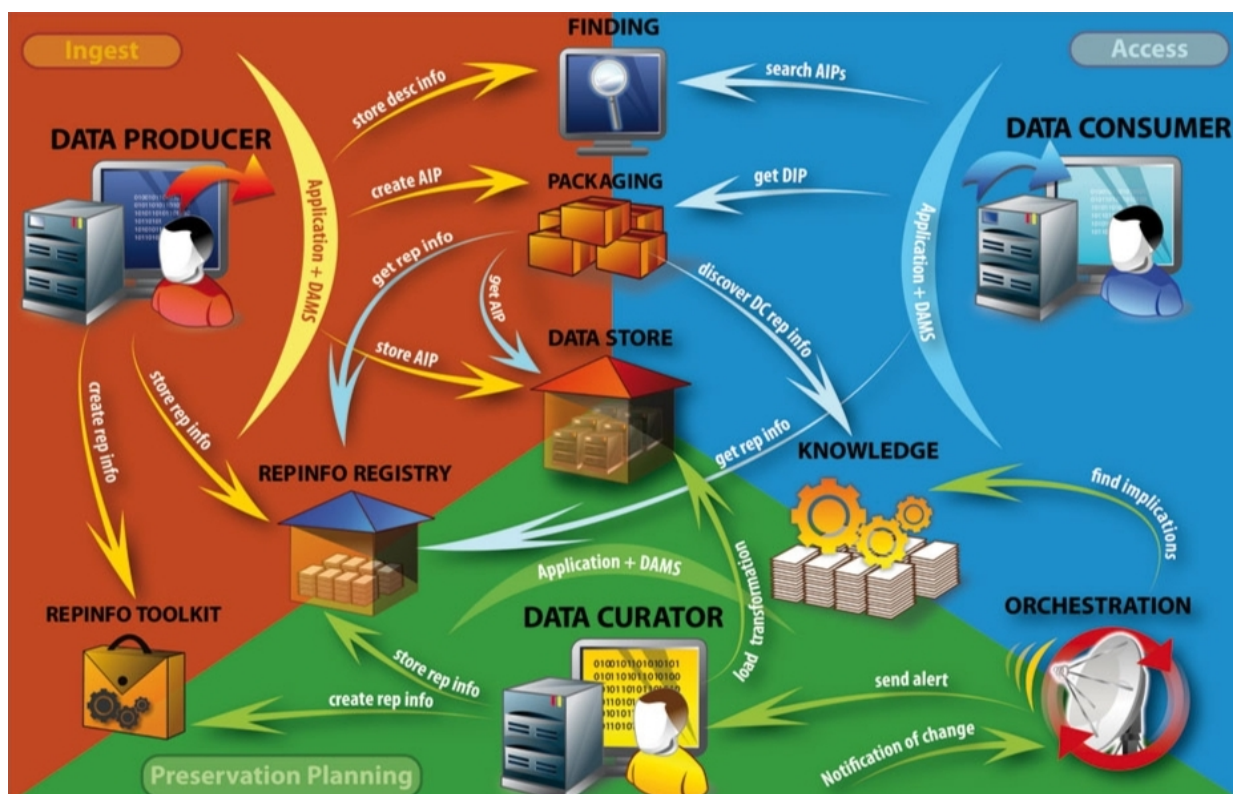 Ingest
FINDING
Access
store desc info
search AIPs
DATA PRODUCER
DATA CONSUMER
Application + DAMS
create AIP
PACKAGING
get DIP
Application + DAMS
get rep info
get AIP
discover DC rep info
store AIP
DATA STORE
create rep info
store rep info
get rep info
REPINFO REGISTRY
KNOWLEDGE
find implications
Application + DAMS
load transformation
REPINFO TOOLKIT
DATA CURATOR
ORCHESTRATION
store rep info
create rep info
send alert
Notification of change
Preservation Planning